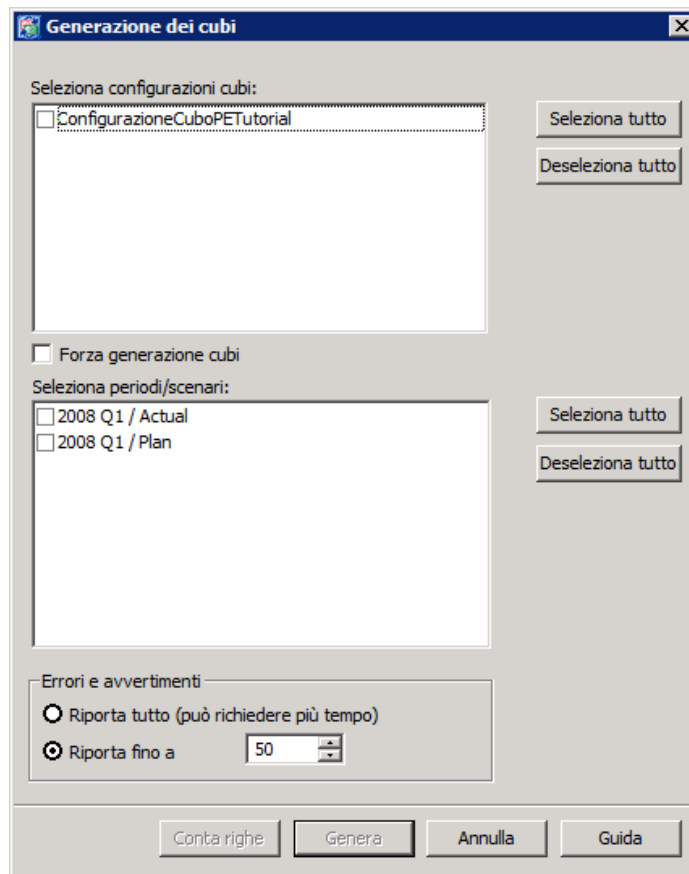 Generazione dei cubi
Seleziona configurazioni cubi:
ConfigurazioneCuboPETutorial
Seleziona tutto
Deseleziona tutto
Forza generazione cubi
Seleziona periodi/scenari:
2008 Q1 / Actual
2008 Q1 / Plan
Seleziona tutto
Deseleziona tutto
Errori e avvertimenti
Riporta tutto (può richiedere più tempo)
Riporta fino a 50
Conta righe Genera Annulla Guida